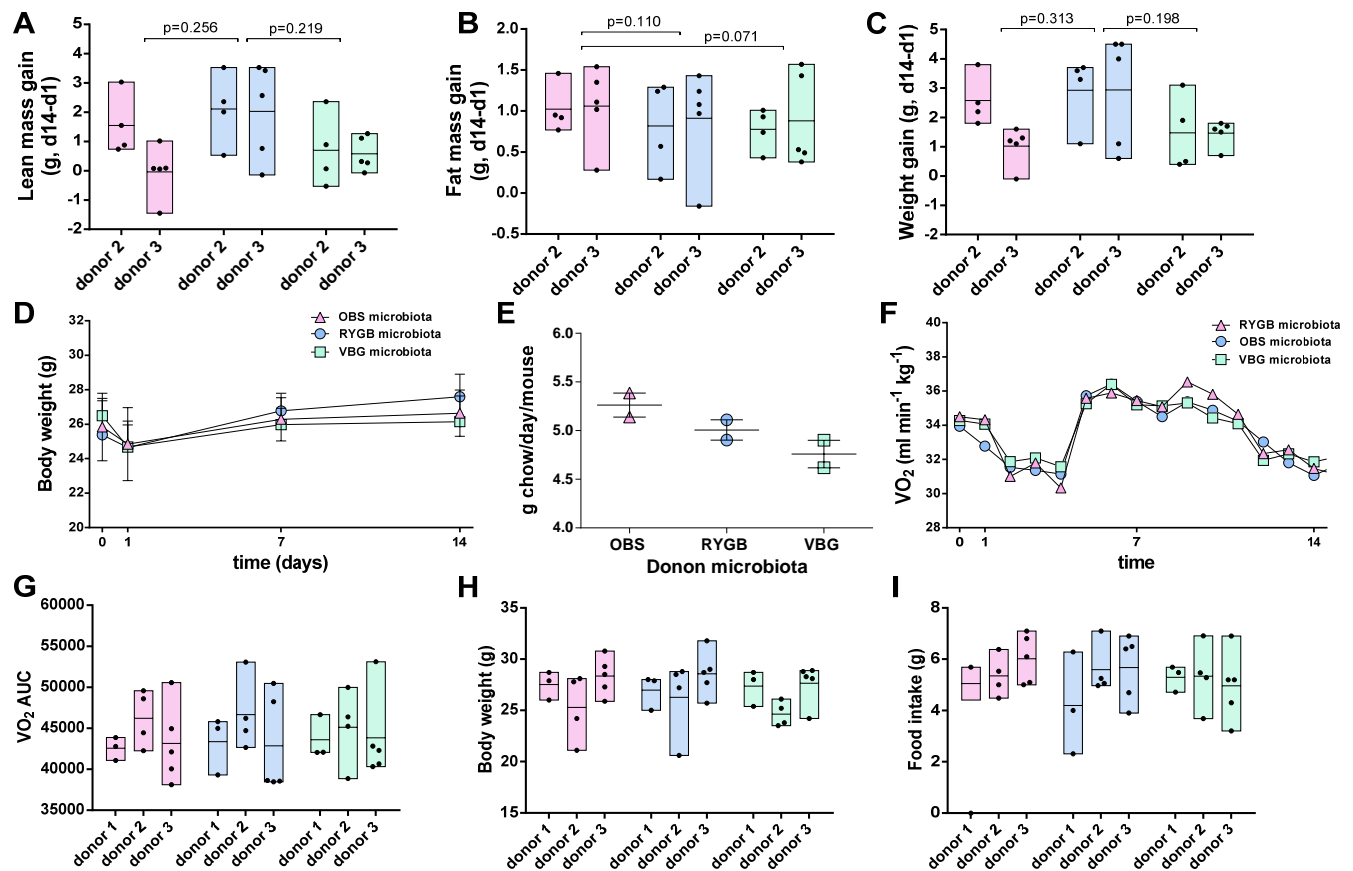 A
Lean mass gain
(g, d14-d1)
5
4
3
2
1
0
-1
-2
p=0.256
p=0.219
donor 2
donor 3
donor 2
donor 3
donor 2
donor 3
B
Fat mass gain
(g, d14-d1)
2.0
1.5
1.0
0.5
0.0
-0.5
p=0.110
p=0.071
donor 2
donor 3
donor 2
donor 3
donor 2
donor 3
C
Weight gain (g, d14-d1)
5
4
3
2
1
0
-1
-2
p=0.313
p=0.198
donor 2
donor 3
donor 2
donor 3
donor 2
donor 3
D
Body weight (g)
32
30
28
26
24
22
20
OBS microbiota
RYGB microbiota
VBG microbiota
0
1
7
14
time (days)
E
g chow/day/mouse
6.0
5.5
5.0
4.5
4.0
OBS
RYGB
VBG
Donon microbiota
F
VO2 (ml min-1 kg-1)
40
38
36
34
32
30
28
RYGB microbiota
OBS microbiota
VBG microbiota
0
1
7
14
time
G
VO2 AUC
60000
55000
50000
45000
40000
35000
donor 1
donor 2
donor 3
donor 1
donor 2
donor 3
donor 1
donor 2
donor 3
H
Body weight (g)
35
30
25
20
15
donor 1
donor 2
donor 3
donor 1
donor 2
donor 3
donor 1
donor 2
donor 3
I
Food intake (g)
8
6
4
2
0
donor 1
donor 2
donor 3
donor 1
donor 2
donor 3
donor 1
donor 2
donor 3